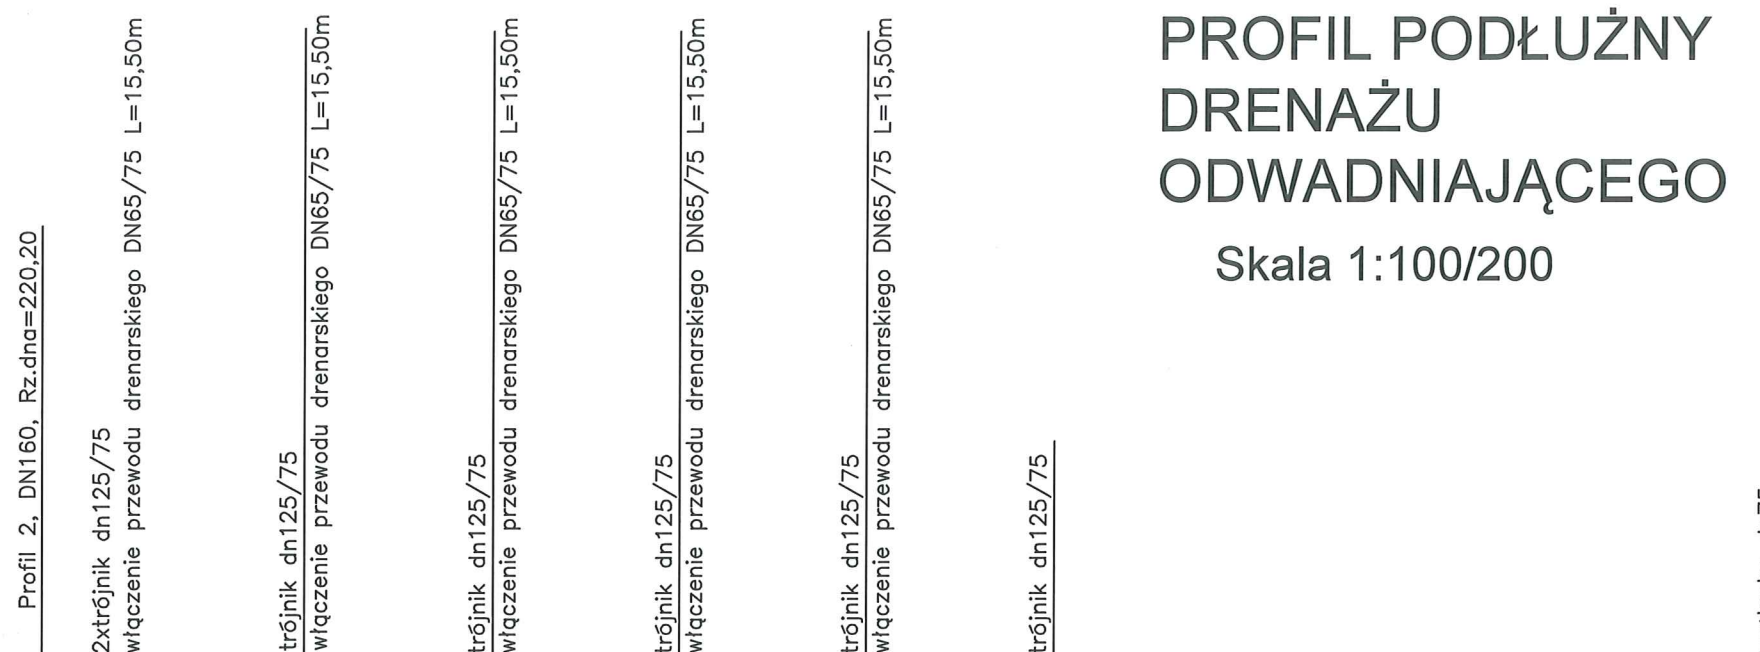 Profil 2, DN160, Rz.dna=220,20
2xtrójnik dn125/75
włączenie przewodu drenarskiego DN65/75 L=15,50m
trójnik dn125/75
włączenie przewodu drenarskiego DN65/75 L=15,50m
trójnik dn125/75
włączenie przewodu drenarskiego DN65/75 L=15,50m
trójnik dn125/75
włączenie przewodu drenarskiego DN65/75 L=15,50m
trójnik dn125/75
włączenie przewodu drenarskiego DN65/75 L=15,50m
trójnik dn125/75
PROFIL PODŁUŻNY
DRENAŻU
ODWADNIAJĄCEGO
Skala 1:100/200